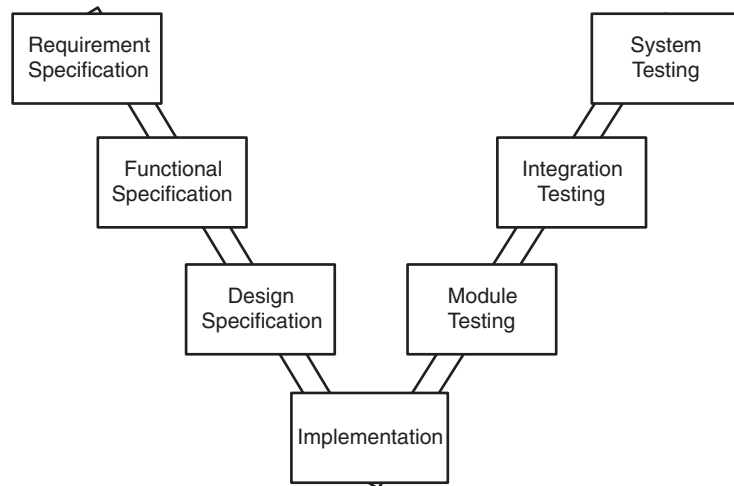 Requirement
Specification
System
Testing
Functional
Specification
Integration
Testing
Design
Specification
Module
Testing
Implementation